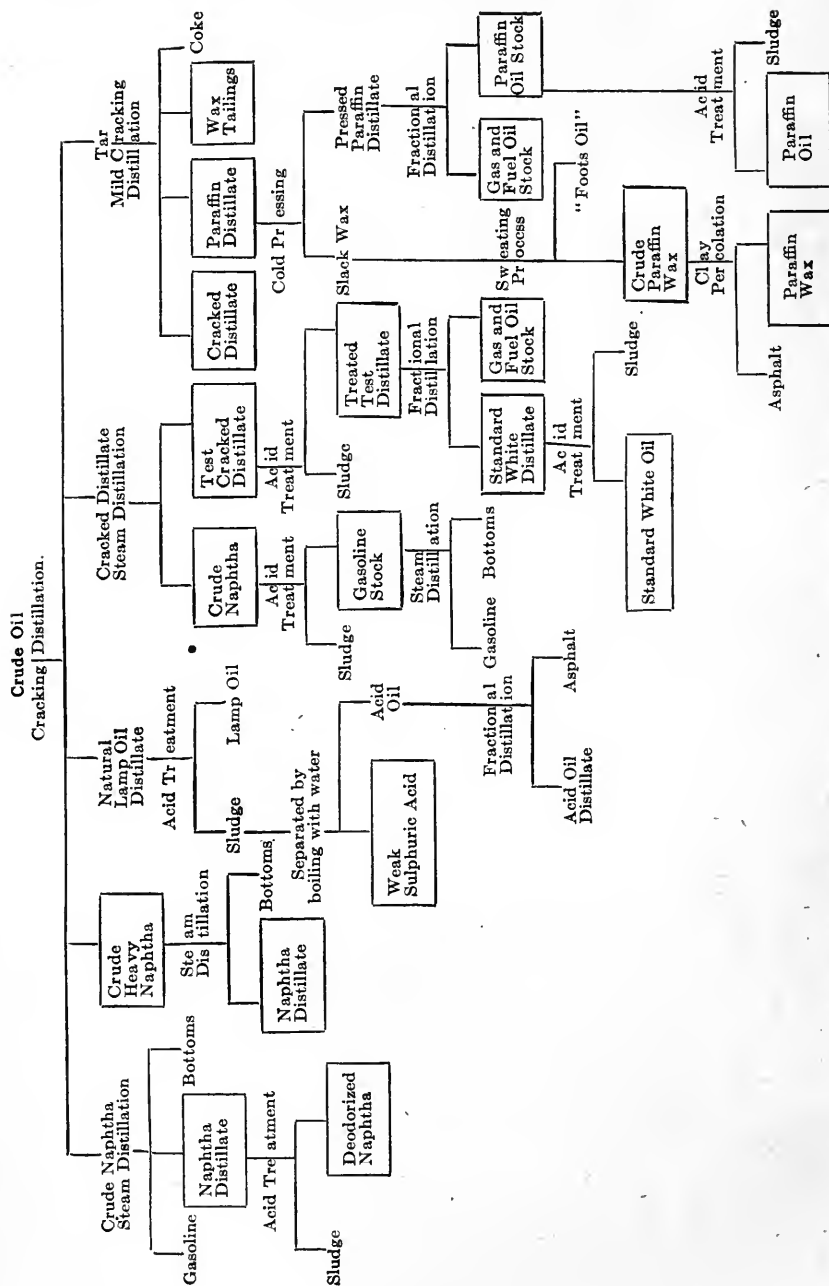 Crude Oil
Cracking Distillation.
Crude Naphtha
Steam Distillation
Gasoline
Naphtha
Distillate
Bottoms
Acid Treatment
Sludge
Deodorized
Naphtha
Crude
Heavy
Naphtha
Steam
Distillation
Naphtha
Distillate
Bottoms
Natural
Lamp Oil
Distillate
Acid Treatment
Sludge
Lamp Oil
Separated by
boiling with water
Weak
Sulphuric Acid
Acid
Oil
Fractional
Distillation
Acid Oil
Distillate
Asphalt
Cracked Distillate
Steam Distillation
Crude
Naphtha
Acid
Treatment
Sludge
Gasoline
Stock
Steam
Distillation
Gasoline
Bottoms
Test
Cracked
Distillate
Acid
Treatment
Sludge
Treated
Test
Distillate
Fractional
Distillation
Standard
White
Distillate
Gas and
Fuel Oil
Stock
Acid
Treatment
Standard White Oil
Sludge
Tar
Mild Cracking
Distillation
Cracked
Distillate
Paraffin
Distillate
Wax
Tailings
Coke
Cold Pressing
Slack Wax
Pressed
Paraffin
Distillate
Sweating
Process
"Foots Oil"
Crude
Paraffin
Wax
Clay
Percolation
Asphalt
Paraffin
Wax
Fractional
Distillation
Gas and
Fuel Oil
Stock
Paraffin
Oil Stock
Acid
Treatment
Paraffin
Oil
Sludge